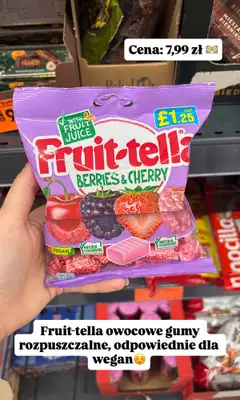 Cena: 7,99 zł 💵
WITH
FRUIT
JUICE
£1.25
Fruit-tella
BERRIES & CHERRY
VEGAN
Fruit-tella owocowe gumy
rozpuszczalne, odpowiednie dla
wegan😊